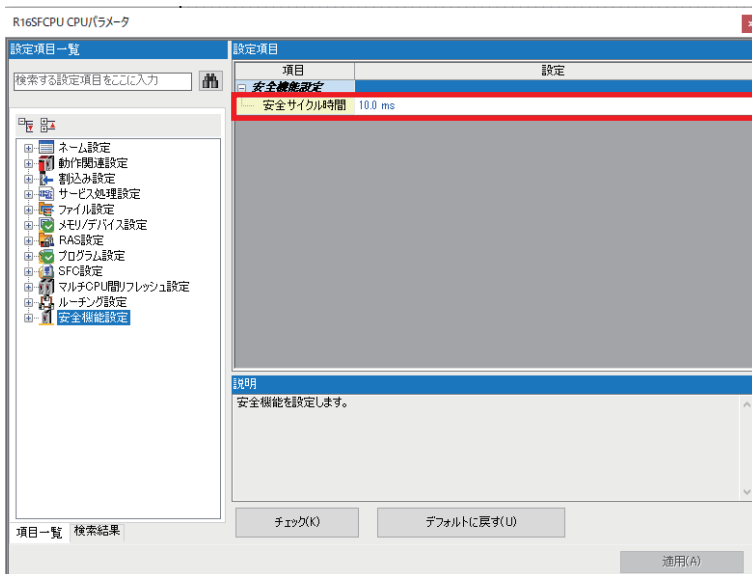 R16SFCPU CPUパラメータ
設定項目一覧
検索する設定項目をここに入力
ネーム設定
動作関連設定
割込み設定
サービス処理設定
ファイル設定
メモリ/デバイス設定
RAS設定
プログラム設定
SFC設定
マルチCPU間リフレッシュ設定
ルーチング設定
安全機能設定
項目一覧 検索結果
設定項目
項目 設定
安全機能設定
安全サイクル時間 10.0 ms
説明
安全機能を設定します。
チェック(K) デフォルトに戻す(U)
適用(A)